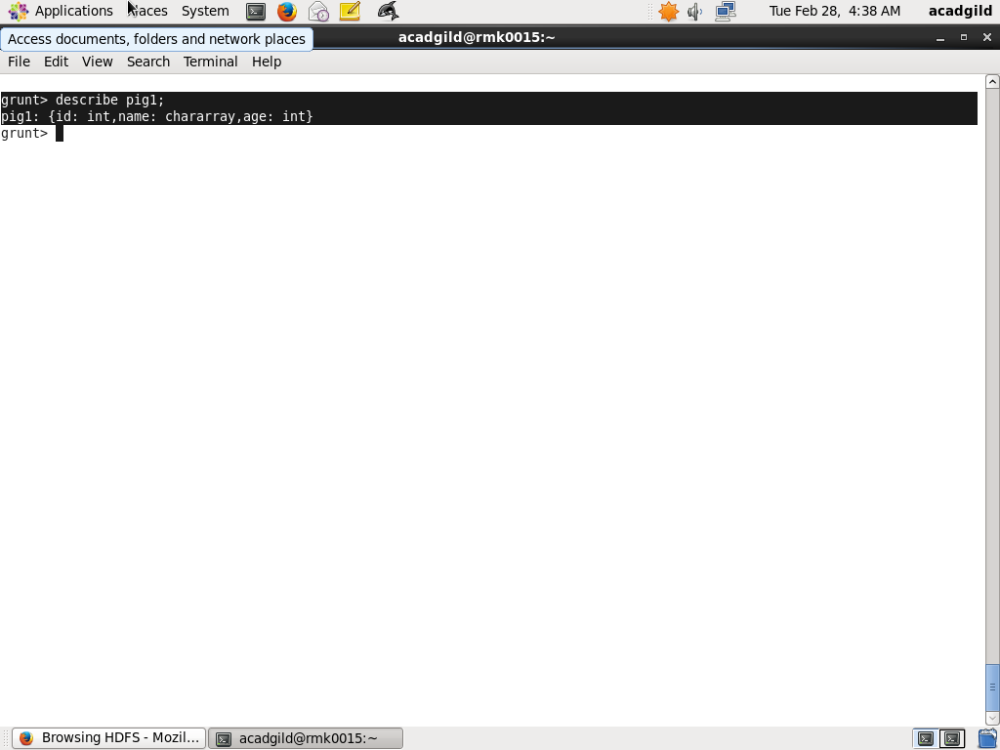 Applications Places System Tue Feb 28, 4:38 AM acadgild
Access documents, folders and network places
acadgild@rmk0015:~
File Edit View Search Terminal Help
grunt> describe pig1;
pig1: {id: int,name: chararray,age: int}
grunt>
Browsing HDFS - Mozil... acadgild@rmk0015:~